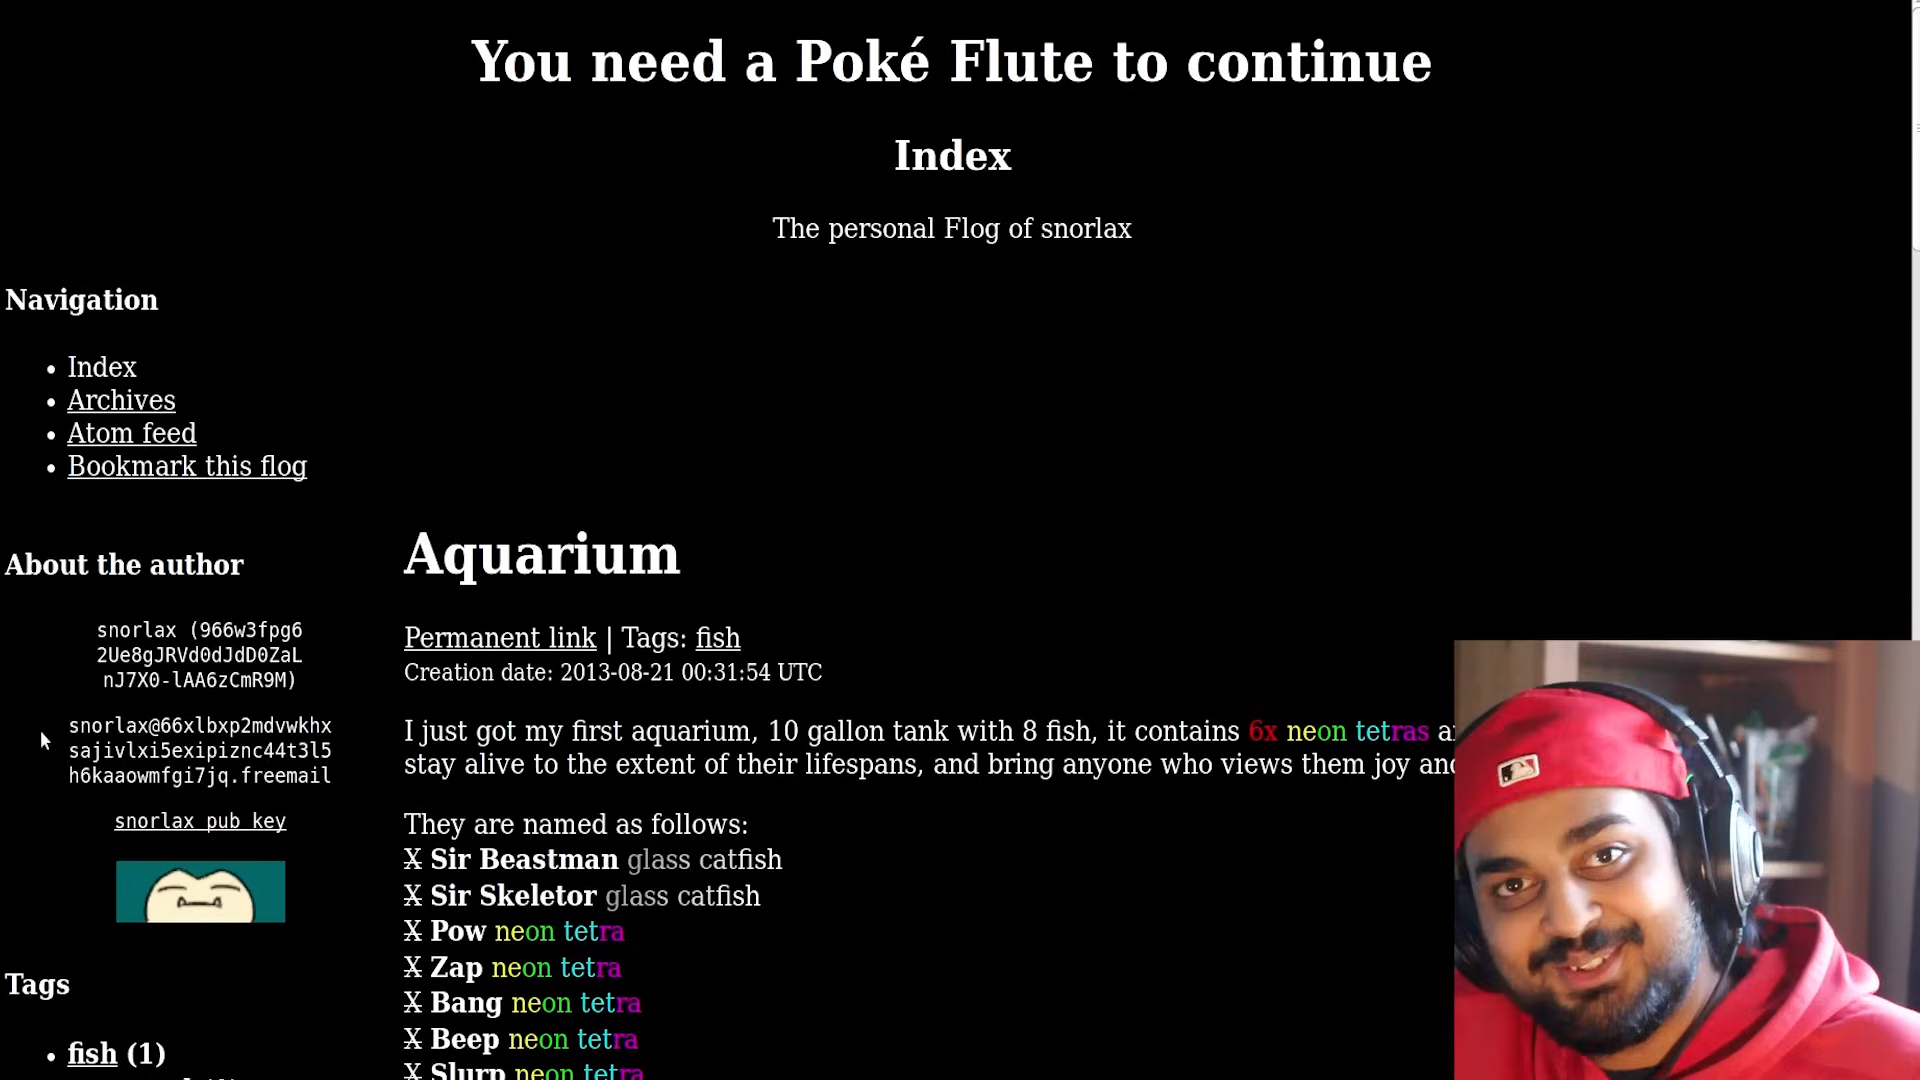 You need a Poké Flute to continue
Index
The personal Flog of snorlax
Navigation
Index
Archives
Atom feed
Bookmark this flog
About the author
snorlax (966w3fpg6
2Ue8gJRVd0dJdD0ZaL
nJ7X0-lAA6zCmR9M)
snorlax@66xlbxp2mdvwkhx
sajivlxi5exipiznc44t3l5
h6kaaowmfgi7jq.freemail
snorlax pub key
Tags
fish (1)
Aquarium
Permanent link | Tags: fish
Creation date: 2013-08-21 00:31:54 UTC
I just got my first aquarium, 10 gallon tank with 8 fish, it contains 6x neon tetras
stay alive to the extent of their lifespans, and bring anyone who views them joy
They are named as follows:
X Sir Beastman glass catfish
X Sir Skeletor glass catfish
X Pow neon tetra
X Zap neon tetra
X Bang neon tetra
X Beep neon tetra
X Slurp neon tetra